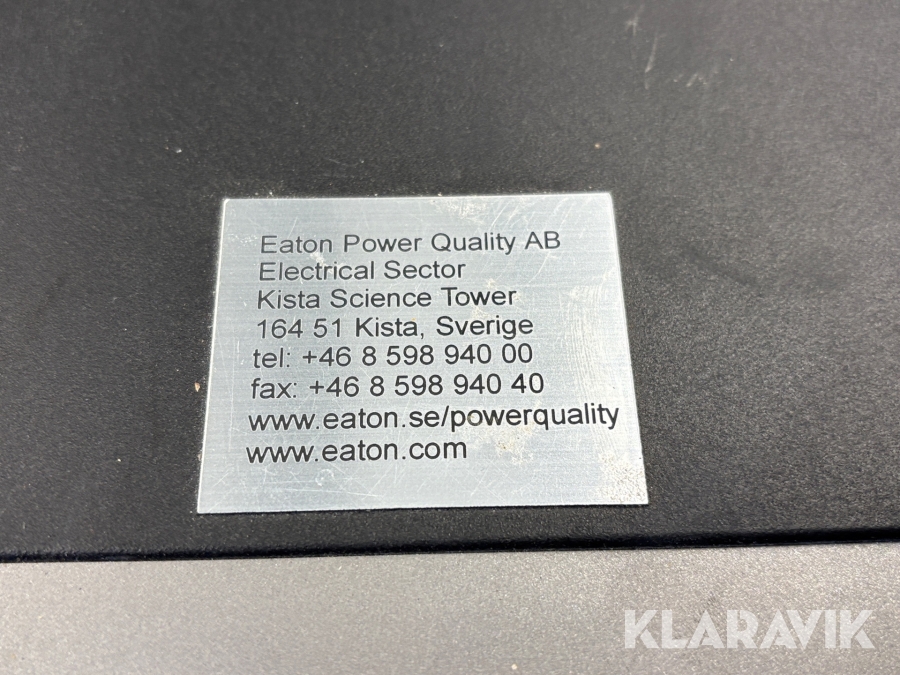 Eaton Power Quality AB
Electrical Sector
Kista Science Tower
164 51 Kista, Sverige
tel: +46 8 598 940 00
fax: +46 8 598 940 40
www.eaton.se/powerquality
www.eaton.com
KLARAVIK